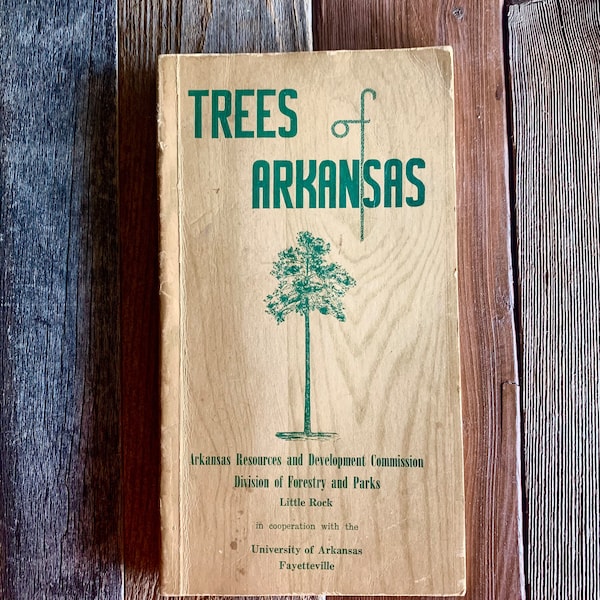 TREES of
ARKANSAS
Arkansas Resources and Development Commission
Division of Forestry and Parks
Little Rock
in cooperation with the
University of Arkansas
Fayetteville